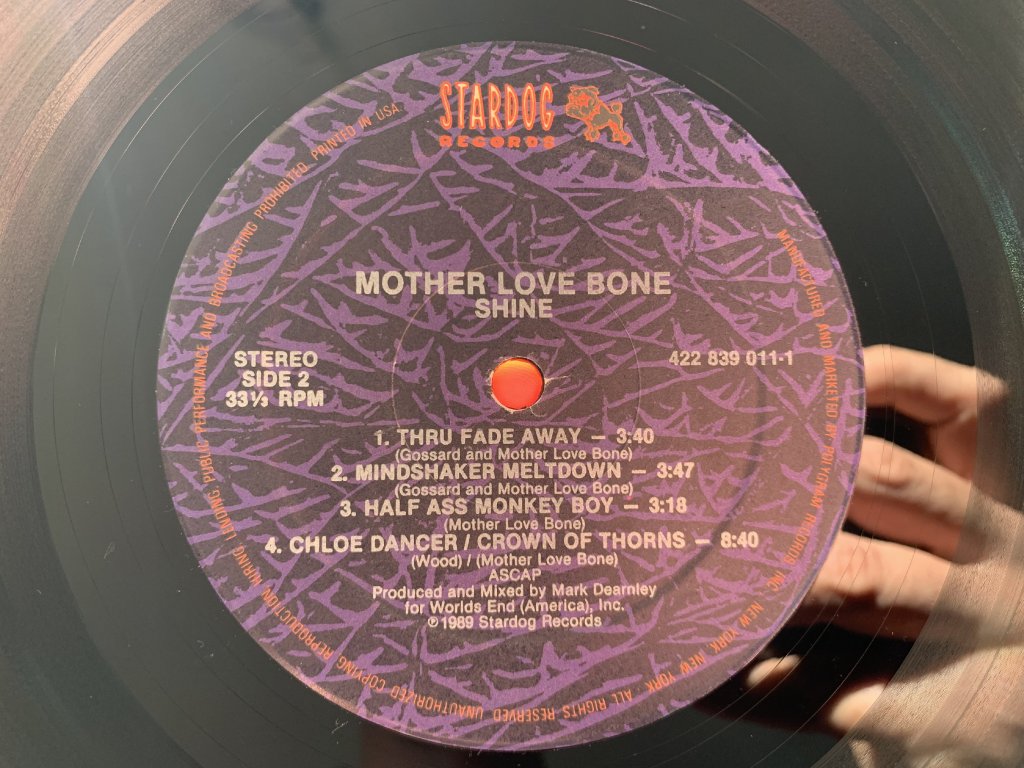 STARDOG
RECORDS
MOTHER LOVE BONE
SHINE
STEREO
SIDE 2
33⅓ RPM
422 839 011-1
1. THRU FADE AWAY — 3:40
(Gossard and Mother Love Bone)
2. MINDSHAKER MELTDOWN — 3:47
(Gossard and Mother Love Bone)
3. HALF ASS MONKEY BOY — 3:18
(Mother Love Bone)
4. CHLOE DANCER / CROWN OF THORNS — 8:40
(Wood) / (Mother Love Bone)
ASCAP
Produced and Mixed by Mark Dearnley
for Worlds End (America), Inc.
℗1989 Stardog Records
MANUFACTURED AND MARKETED BY POLYGRAM RECORDS, INC., NEW YORK, NEW YORK. ALL RIGHTS RESERVED. UNAUTHORIZED COPYING, REPRODUCTION, HIRING, LENDING, PUBLIC PERFORMANCE AND BROADCASTING PROHIBITED. PRINTED IN USA.